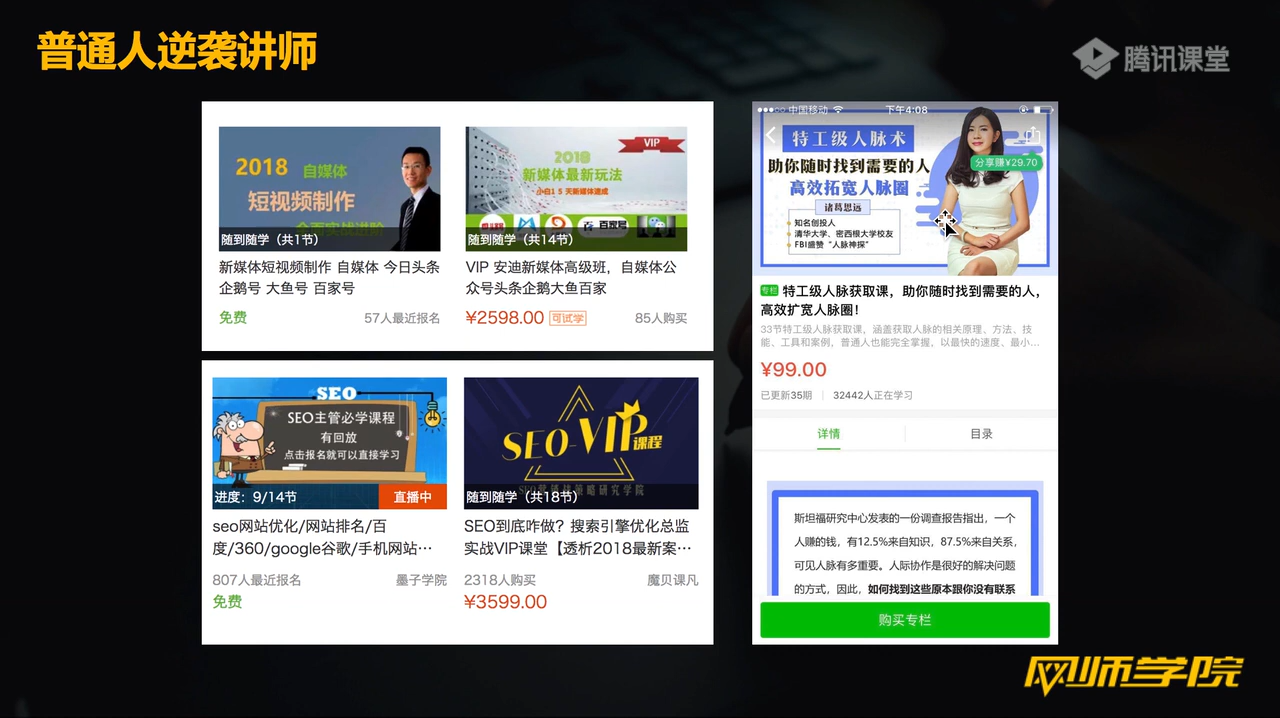 普通人逆袭讲师
腾讯课堂
2018 自媒体
短视频制作
全面实战进阶
随到随学（共1节）
新媒体短视频制作 自媒体 今日头条
企鹅号 大鱼号 百家号
免费
57人最近报名
VIP
2018
新媒体最新玩法
小白15天新媒体速成
百家号
随到随学（共14节）
VIP 安迪新媒体高级班，自媒体公
众号头条企鹅大鱼百家
¥2598.00 可试学
85人购买
SEO
SEO主管必学课程
有回放
点击报名就可以直接学习
进度：9/14节
直播中
seo网站优化/网站排名/百
度/360/google谷歌/手机网站…
807人最近报名
墨子学院
免费
SEO-VIP课程
随到随学（共18节）
SEO到底咋做？搜索引擎优化总监
实战VIP课堂【透析2018最新案…
2318人购买
魔贝课凡
¥3599.00
中国移动
下午4:08
特工级人脉术
分享赚¥29.70
助你随时找到需要的人
高效拓宽人脉圈
诸葛思远
知名创投人
清华大学、密西根大学校友
FBI盛赞“人脉神探”
专栏 特工级人脉获取课，助你随时找到需要的人，
高效扩宽人脉圈！
33节特工级人脉获取课，涵盖获取人脉的相关原理、方法、技
能、工具和案例，普通人也能完全掌握，以最快的速度、最小...
¥99.00
已更新35期
32442人正在学习
详情
目录
斯坦福研究中心发表的一份调查报告指出，一个
人赚的钱，有12.5%来自知识，87.5%来自关系，
可见人脉有多重要。人际协作是很好的解决问题
的方式，因此，如何找到这些原本跟你没有联系
购买专栏
网师学院